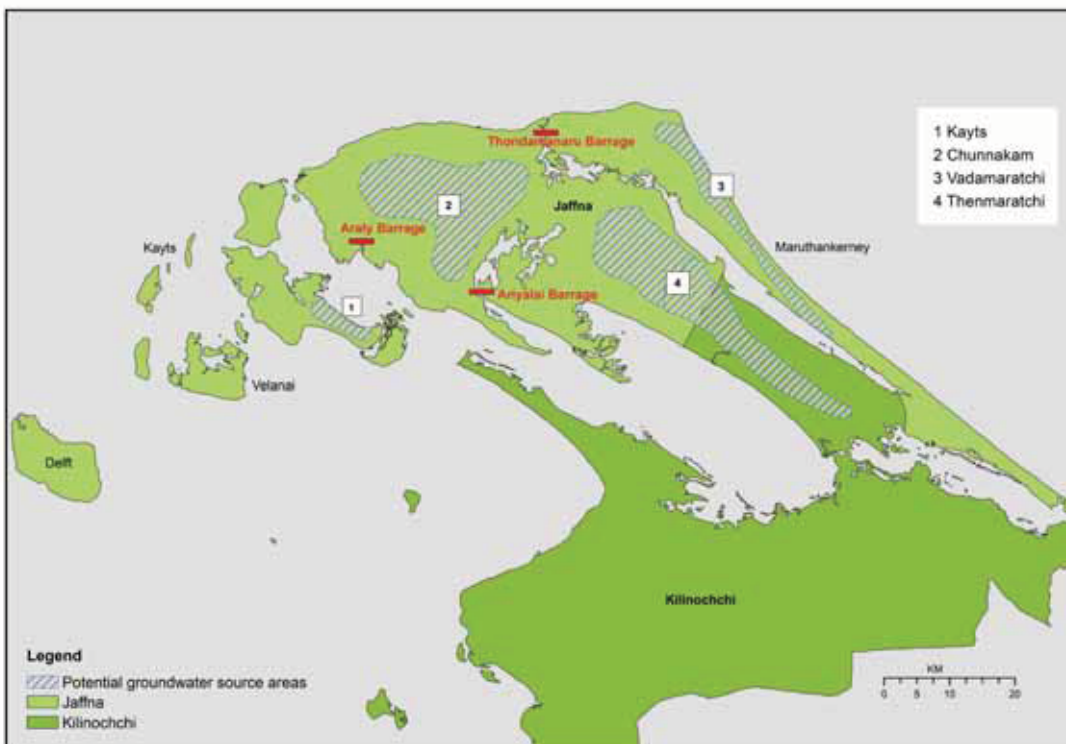 1 Kayts
2 Chunnakam
3 Vadamaratchi
4 Thenmaratchi
Thondamanaru Barrage
3
2
Jaffna
Araly Barrage
Maruthankerney
Kayts
4
Ariyalai Barrage
1
Velanai
Delft
Kilinochchi
Legend
Potential groundwater source areas
Jaffna
Kilinochchi
KM
0 5 10 20